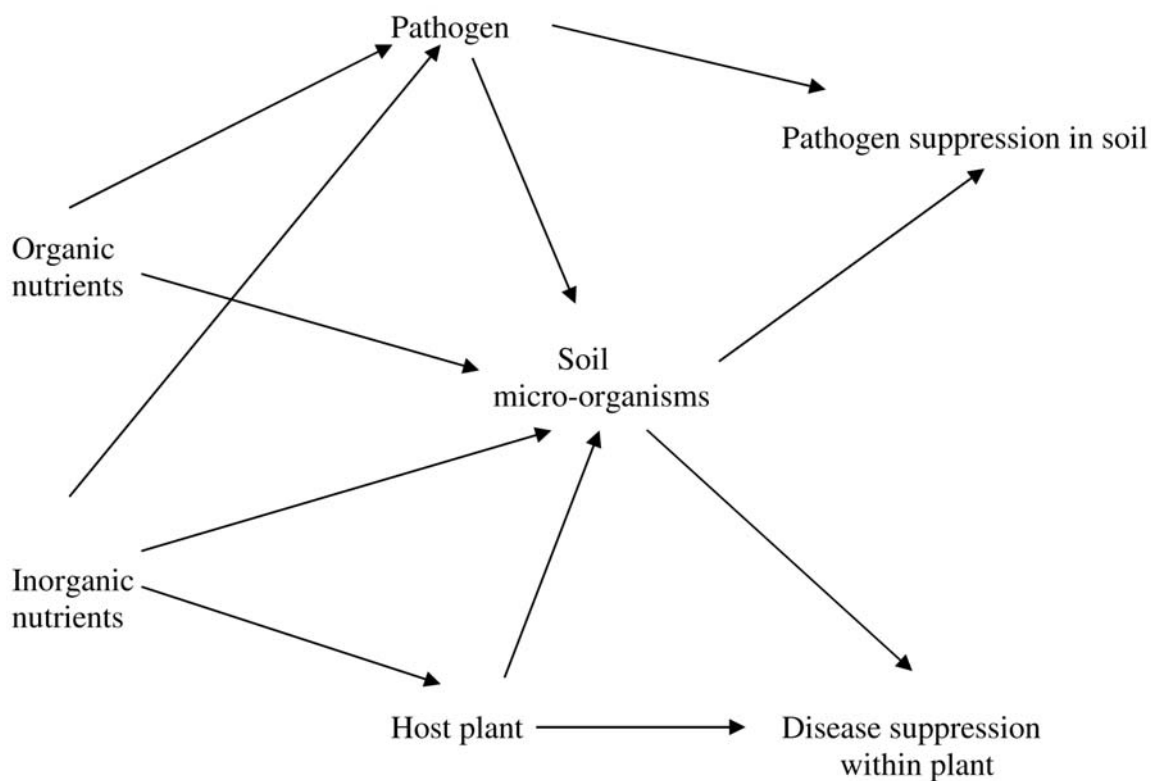 Pathogen
Pathogen suppression in soil
Organic
nutrients
Soil
micro-organisms
Inorganic
nutrients
Host plant
Disease suppression
within plant